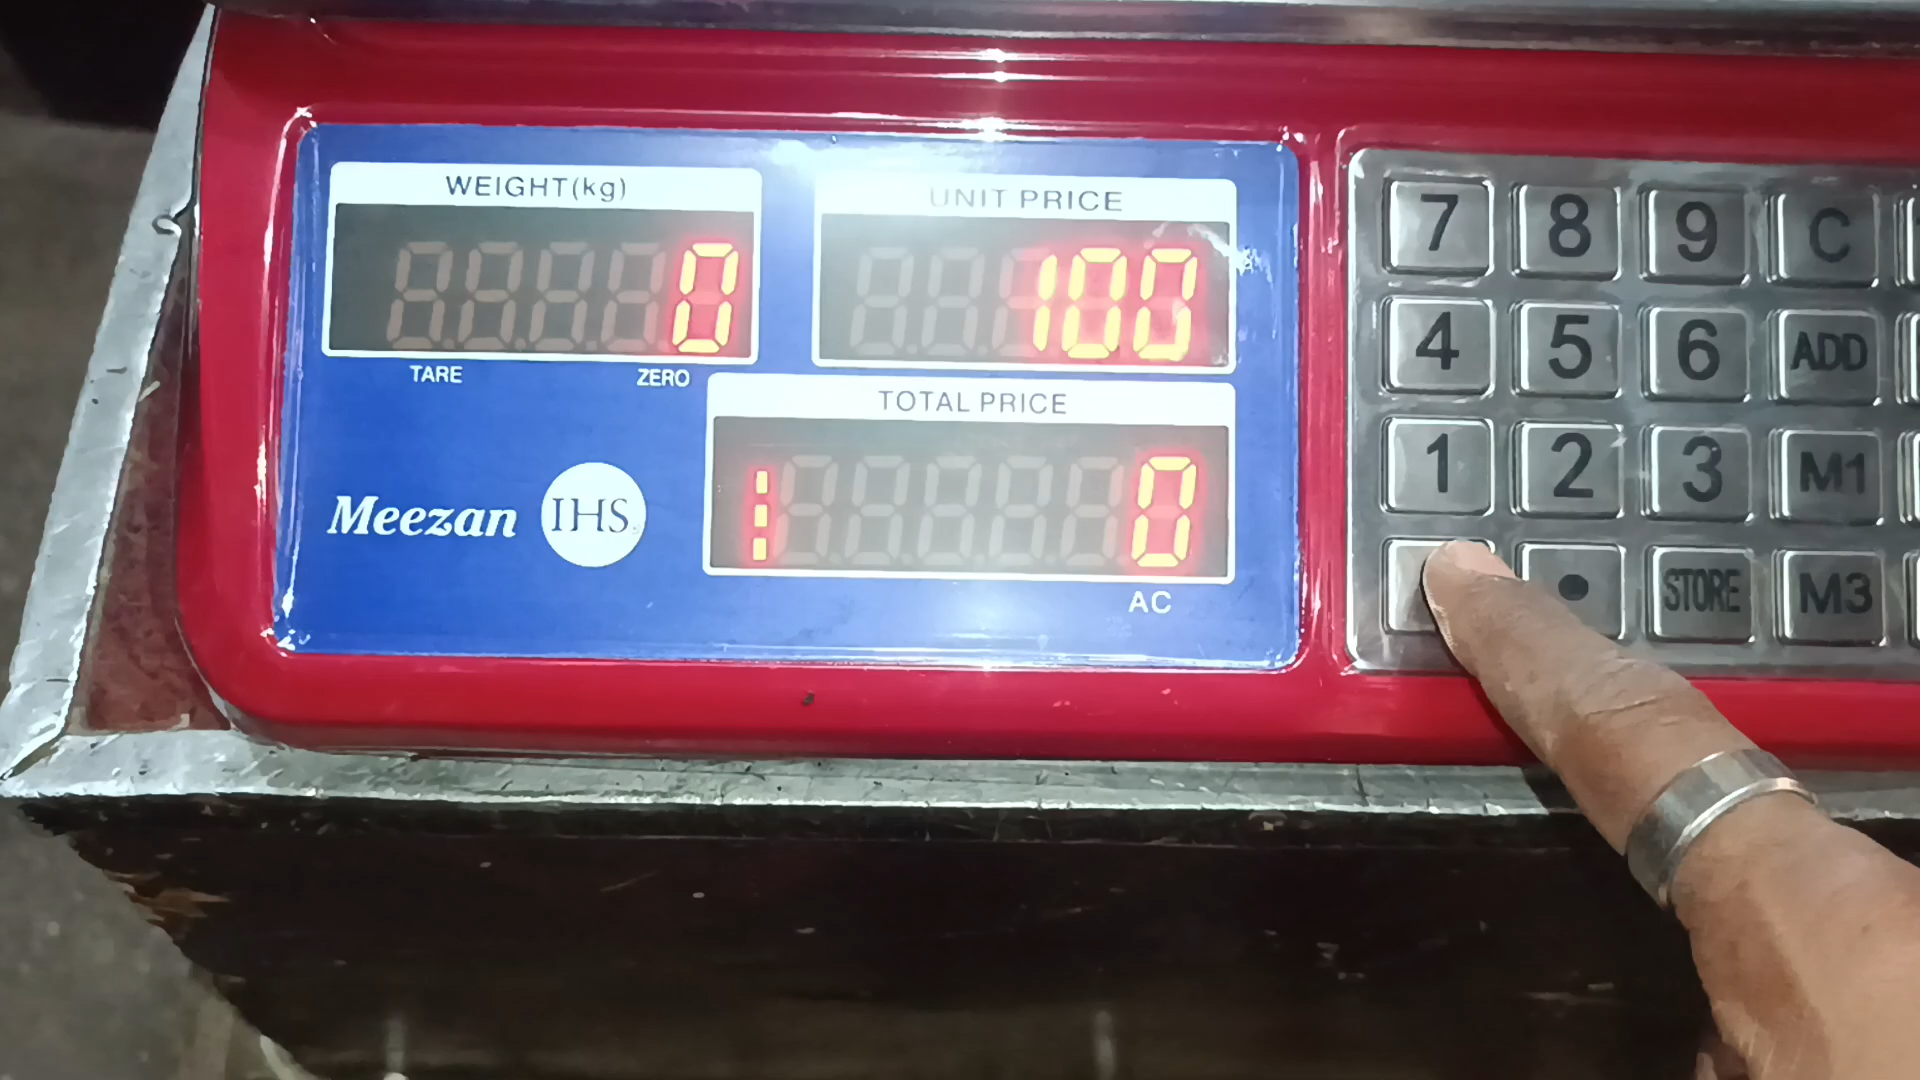 WEIGHT(kg)
0
TARE ZERO
UNIT PRICE
100
TOTAL PRICE
0
AC
Meezan IHS
7 8 9 C
4 5 6 ADD
1 2 3 M1
. STORE M3